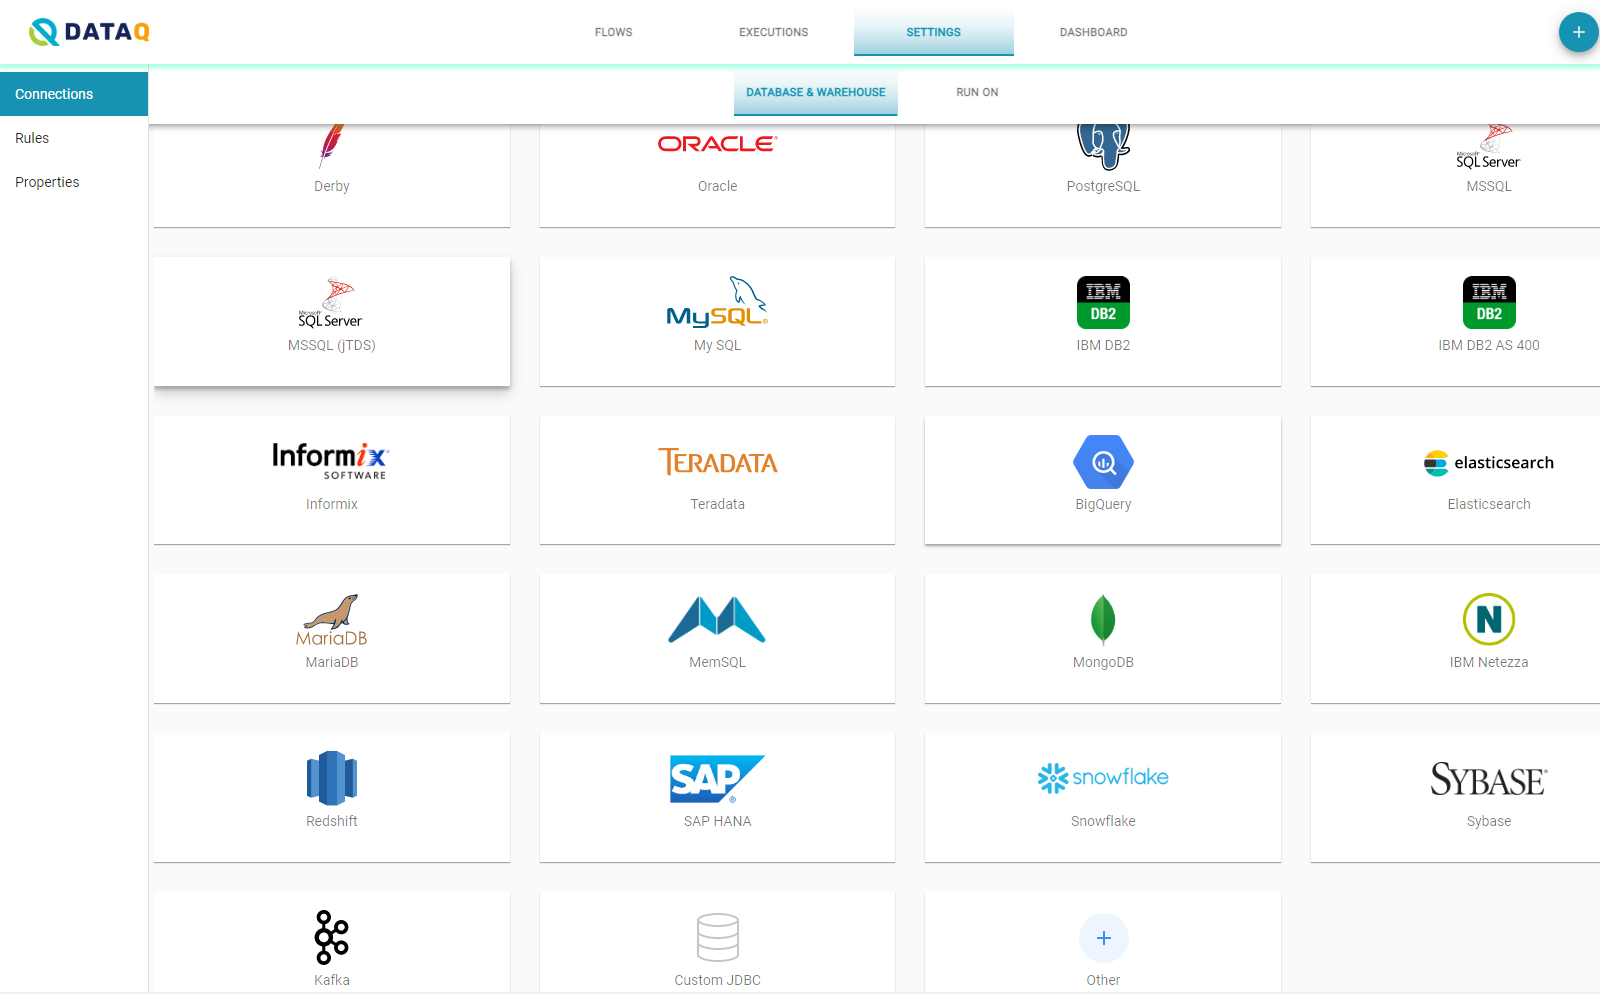 DATAQ
FLOWS
EXECUTIONS
SETTINGS
DASHBOARD
Connections
Rules
Properties
DATABASE & WAREHOUSE
RUN ON
Derby
ORACLE
Oracle
PostgreSQL
Microsoft
SQL Server
MSSQL
Microsoft
SQL Server
MSSQL (jTDS)
MySQL
My SQL
IBM
DB2
IBM DB2
IBM
DB2
IBM DB2 AS 400
Informix
SOFTWARE
Informix
TERADATA
Teradata
BigQuery
elasticsearch
Elasticsearch
MariaDB
MariaDB
MemSQL
MongoDB
N
IBM Netezza
Redshift
SAP
SAP HANA
snowflake
Snowflake
SYBASE
Sybase
Kafka
Custom JDBC
Other